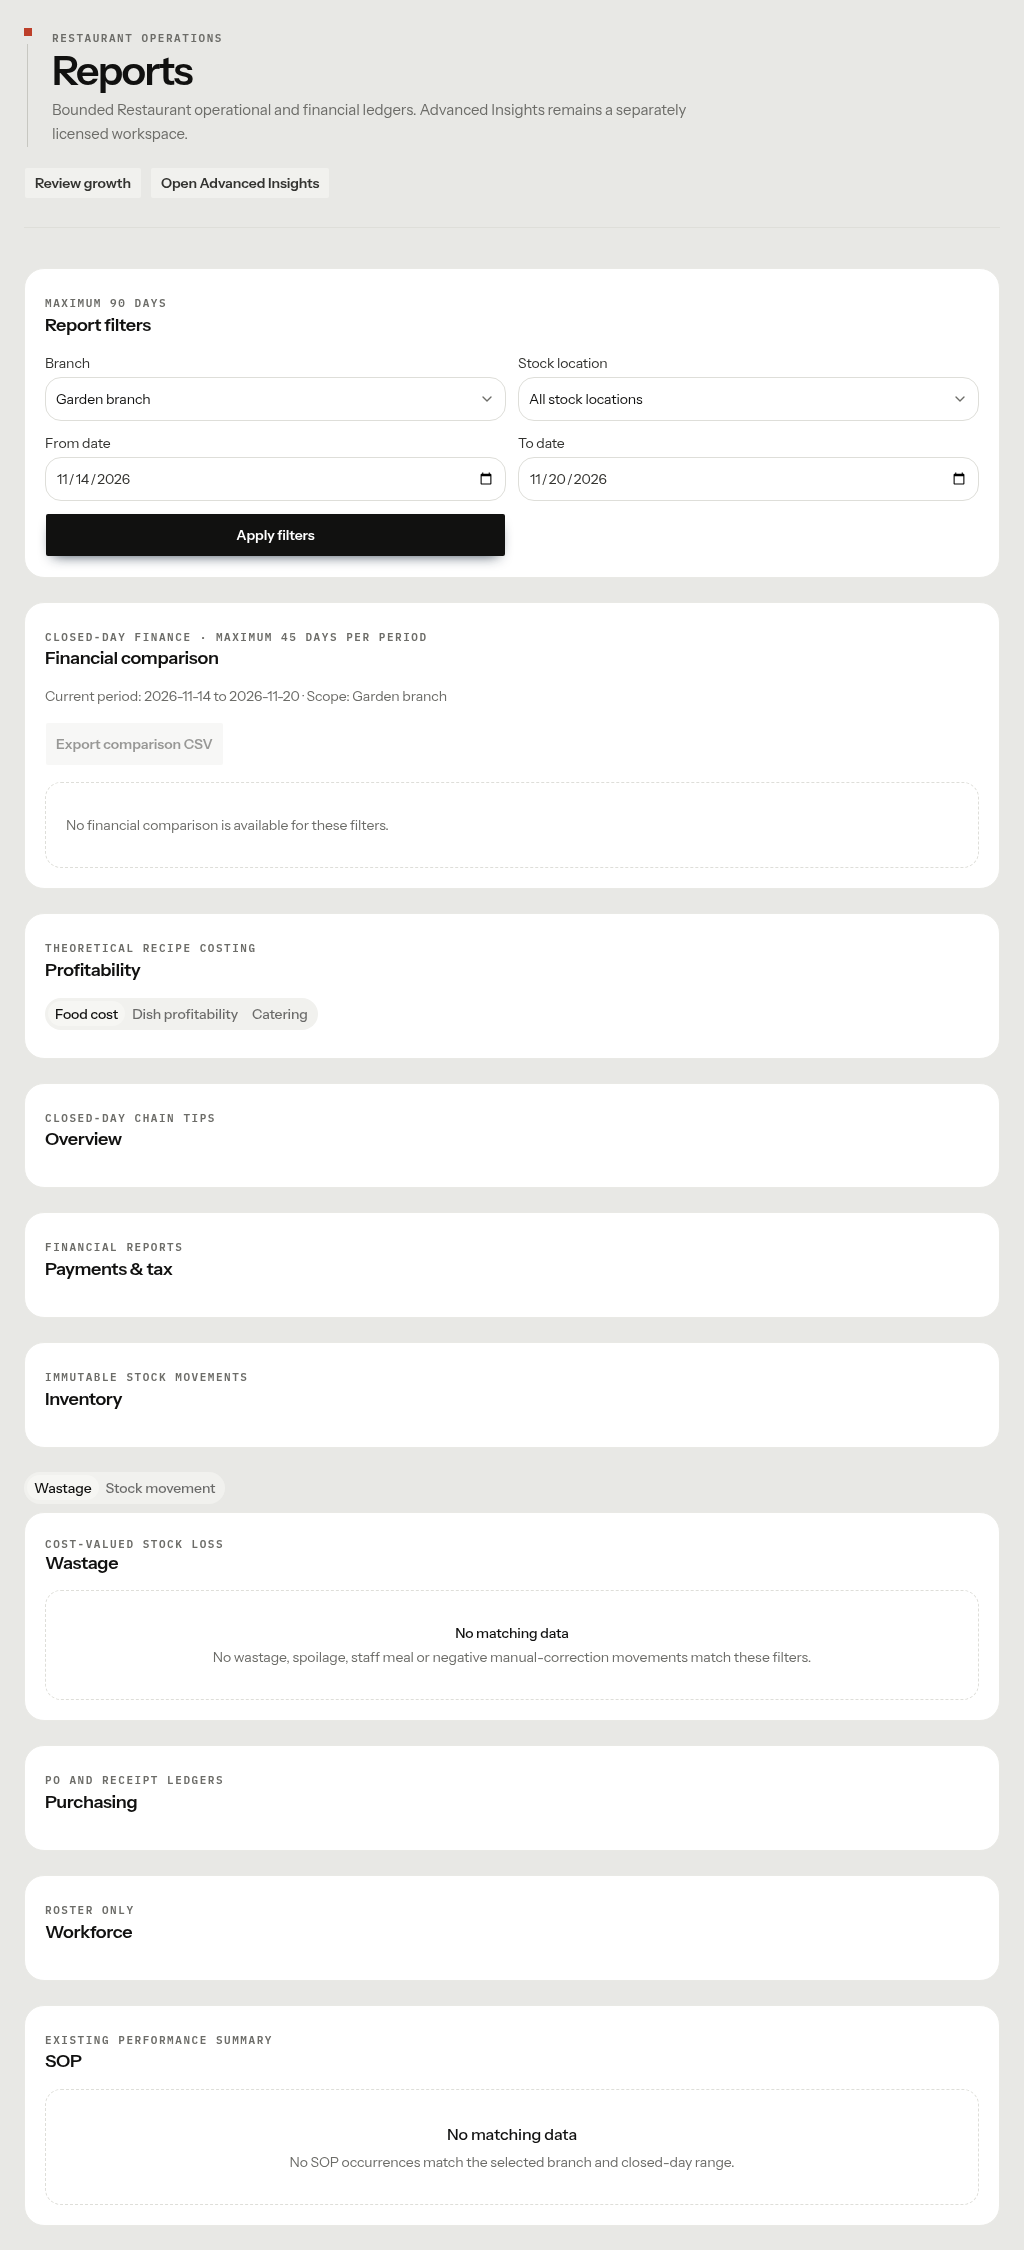 RESTAURANT OPERATIONS
Reports
Bounded Restaurant operational and financial ledgers. Advanced Insights remains a separately
licensed workspace.
Review growth
Open Advanced Insights
MAXIMUM 90 DAYS
Report filters
Branch
Stock location
Garden branch
All stock locations
From date
To date
11/14/2026
11/20/2026
Apply filters
CLOSED-DAY FINANCE · MAXIMUM 45 DAYS PER PERIOD
Financial comparison
Current period: 2026-11-14 to 2026-11-20 · Scope: Garden branch
Export comparison CSV
No financial comparison is available for these filters.
THEORETICAL RECIPE COSTING
Profitability
Food cost
Dish profitability
Catering
CLOSED-DAY CHAIN TIPS
Overview
FINANCIAL REPORTS
Payments & tax
IMMUTABLE STOCK MOVEMENTS
Inventory
Wastage
Stock movement
COST-VALUED STOCK LOSS
Wastage
No matching data
No wastage, spoilage, staff meal or negative manual-correction movements match these filters.
PO AND RECEIPT LEDGERS
Purchasing
ROSTER ONLY
Workforce
EXISTING PERFORMANCE SUMMARY
SOP
No matching data
No SOP occurrences match the selected branch and closed-day range.